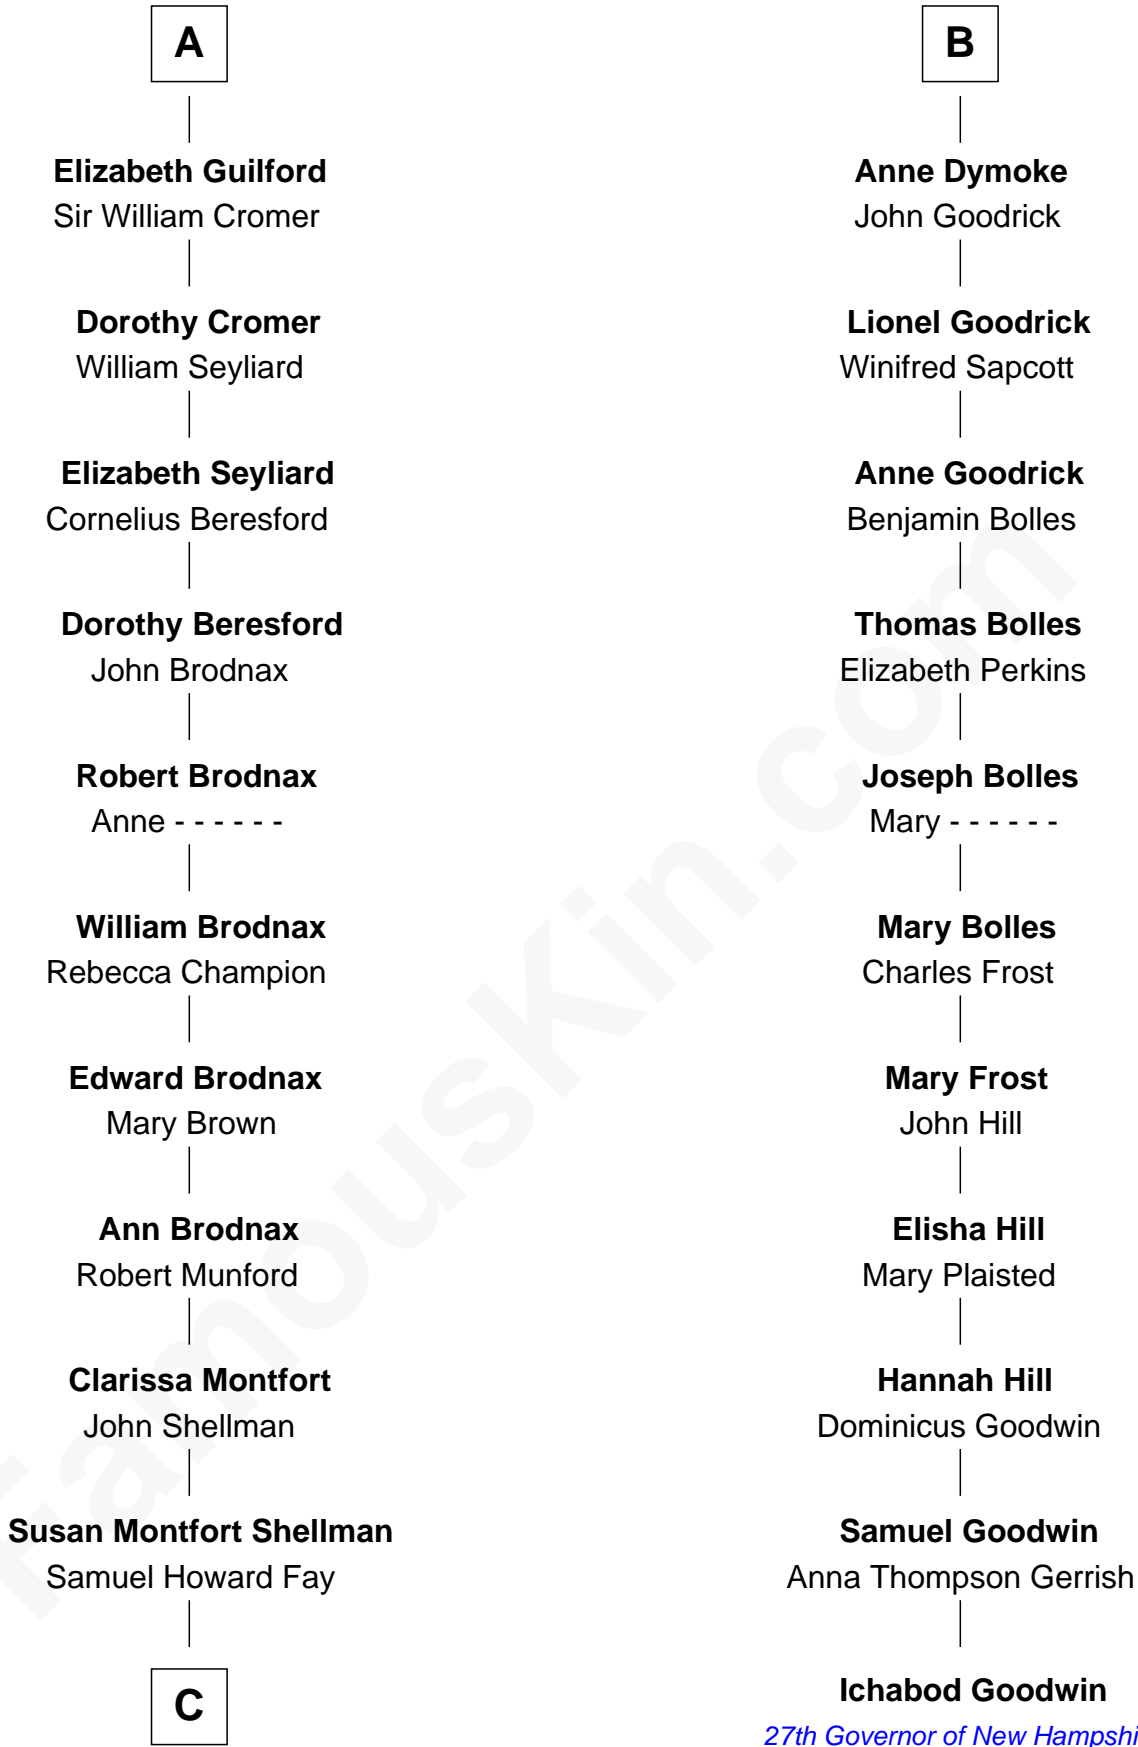 A
Elizabeth Guilford
Sir William Cromer
Dorothy Cromer
William Seyliard
Elizabeth Seyliard
Cornelius Beresford
Dorothy Beresford
John Brodnax
Robert Brodnax
Anne - - - - - -
William Brodnax
Rebecca Champion
Edward Brodnax
Mary Brown
Ann Brodnax
Robert Munford
Clarissa Montfort
John Shellman
Susan Montfort Shellman
Samuel Howard Fay
C
B
Anne Dymoke
John Goodrick
Lionel Goodrick
Winifred Sapcott
Anne Goodrick
Benjamin Bolles
Thomas Bolles
Elizabeth Perkins
Joseph Bolles
Mary - - - - - -
Mary Bolles
Charles Frost
Mary Frost
John Hill
Elisha Hill
Mary Plaisted
Hannah Hill
Dominicus Goodwin
Samuel Goodwin
Anna Thompson Gerrish
Ichabod Goodwin
27th Governor of New Hampshi
FamousKin.com